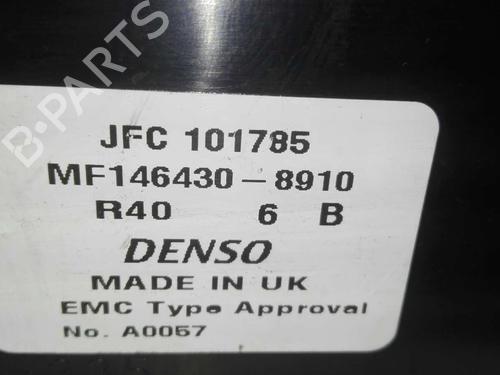 B-PARTS
JFC 101785
MF146430-8910
R40 6 B
DENSO
MADE IN UK
EMC Type Approval
No. A0057